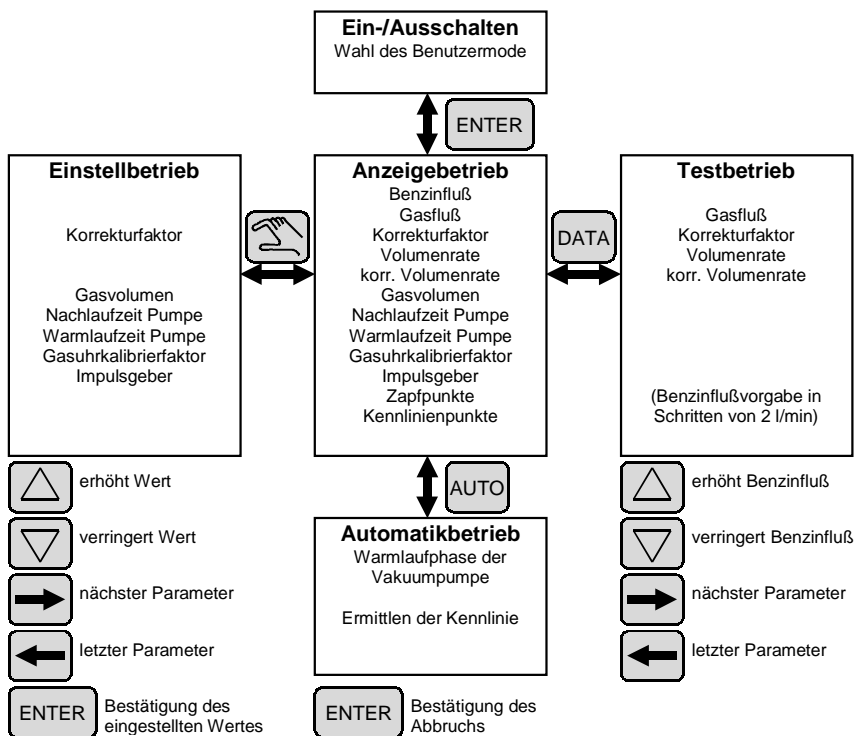 Ein-/Ausschalten
Wahl des Benutzermode
ENTER
Einstellbetrieb
Korrekturfaktor
Gasvolumen
Nachlaufzeit Pumpe
Warmlaufzeit Pumpe
Gasuhrkalibrierfaktor
Impulsgeber
Anzeigebetrieb
Benzinfluß
Gasfluß
Korrekturfaktor
Volumenrate
korr. Volumenrate
Gasvolumen
Nachlaufzeit Pumpe
Warmlaufzeit Pumpe
Gasuhrkalibrierfaktor
Impulsgeber
Zapfpunkte
Kennlinienpunkte
DATA
Testbetrieb
Gasfluß
Korrekturfaktor
Volumenrate
korr. Volumenrate
(Benzinflußvorgabe in
Schritten von 2 l/min)
erhöht Wert
verringert Wert
nächster Parameter
letzter Parameter
ENTER
Bestätigung des
eingestellten Wertes
AUTO
Automatikbetrieb
Warmlaufphase der
Vakuumpumpe
Ermittlen der Kennlinie
ENTER
Bestätigung des
Abbruchs
erhöht Benzinfluß
verringert Benzinfluß
nächster Parameter
letzter Parameter